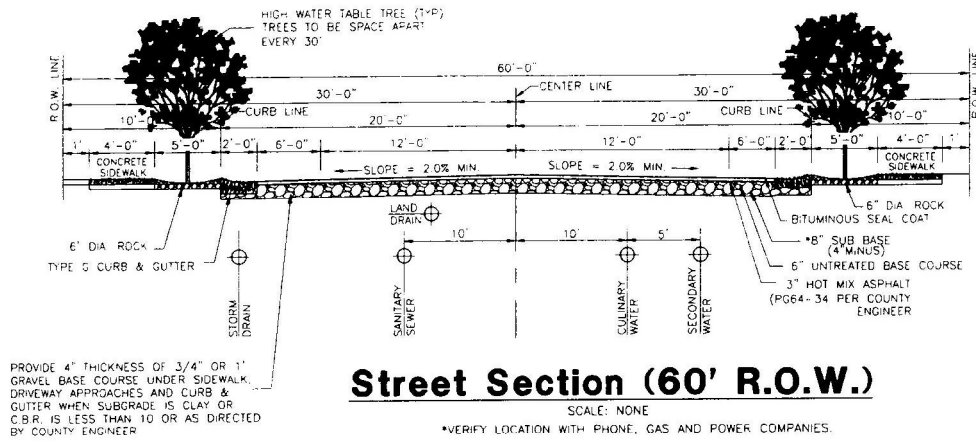 HIGH WATER TABLE TREE (TYP)
TREES TO BE SPACE APART
EVERY 30'
R.O.W. LINE
R.O.W. LINE
60'-0"
CENTER LINE
30'-0"
30'-0"
CURB LINE
CURB LINE
10'-0"
20'-0"
20'-0"
10'-0"
1'
4'-0"
5'-0"
2'-0"
6'-0"
12'-0"
12'-0"
6'-0"
2'-0"
5'-0"
4'-0"
1'
CONCRETE
SIDEWALK
SLOPE = 2.0% MIN.
SLOPE = 2.0% MIN.
CONCRETE
SIDEWALK
LAND
DRAIN
6" DIA. ROCK
TYPE G CURB & GUTTER
10'
10'
5'
6" DIA ROCK
BITUMINOUS SEAL COAT
*8" SUB BASE
(4"MINUS)
6" UNTREATED BASE COURSE
3" HOT MIX ASPHALT
(PG64-34 PER COUNTY
ENGINEER
STORM
DRAIN
SANITARY
SEWER
CULINARY
WATER
SECONDARY
WATER
PROVIDE 4" THICKNESS OF 3/4" OR 1"
GRAVEL BASE COURSE UNDER SIDEWALK,
DRIVEWAY APPROACHES AND CURB &
GUTTER WHEN SUBGRADE IS CLAY OR
C.B.R. IS LESS THAN 10 OR AS DIRECTED
BY COUNTY ENGINEER
Street Section (60' R.O.W.)
SCALE: NONE
*VERIFY LOCATION WITH PHONE, GAS AND POWER COMPANIES.